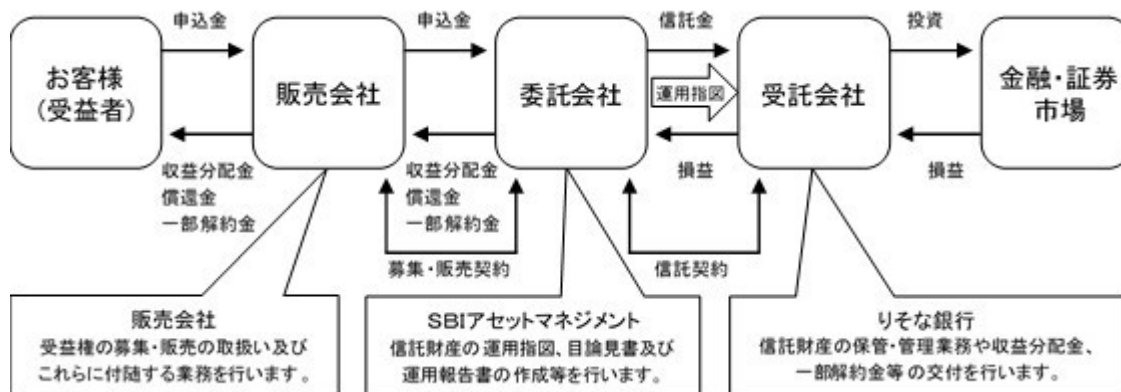 申込金
申込金
信託金
投資
お客様
(受益者)
販売会社
委託会社
運用指図
受託会社
金融・証券
市場
収益分配金
償還金
一部解約金
収益分配金
償還金
一部解約金
損益
損益
募集・販売契約
信託契約
販売会社
受益権の募集・販売の取扱い及び
これらに付随する業務を行います。
SBIアセットマネジメント
信託財産の運用指図、目論見書及び
運用報告書の作成等を行います。
りそな銀行
信託財産の保管・管理業務や収益分配金、
一部解約金等の交付を行います。